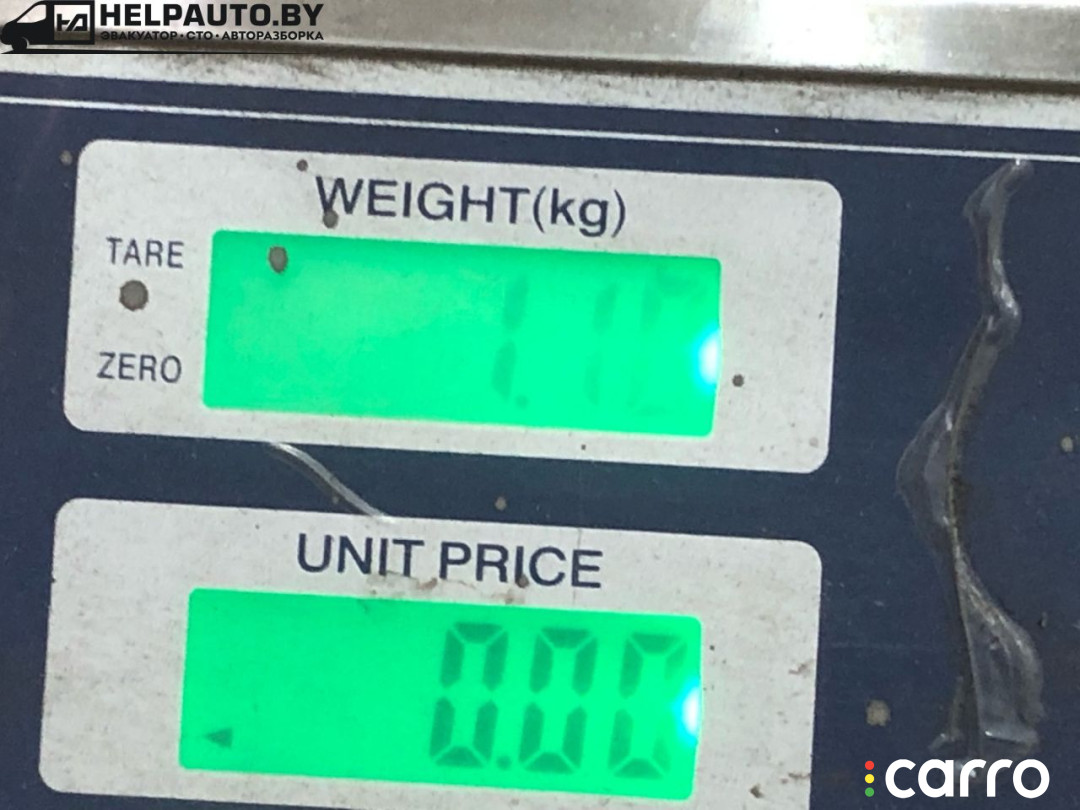 HELPAUTO.BY
ЭВАКУАТОР • СТО • АВТОРАЗБОРКА
WEIGHT(kg)
TARE
ZERO
UNIT PRICE
0.00
carro